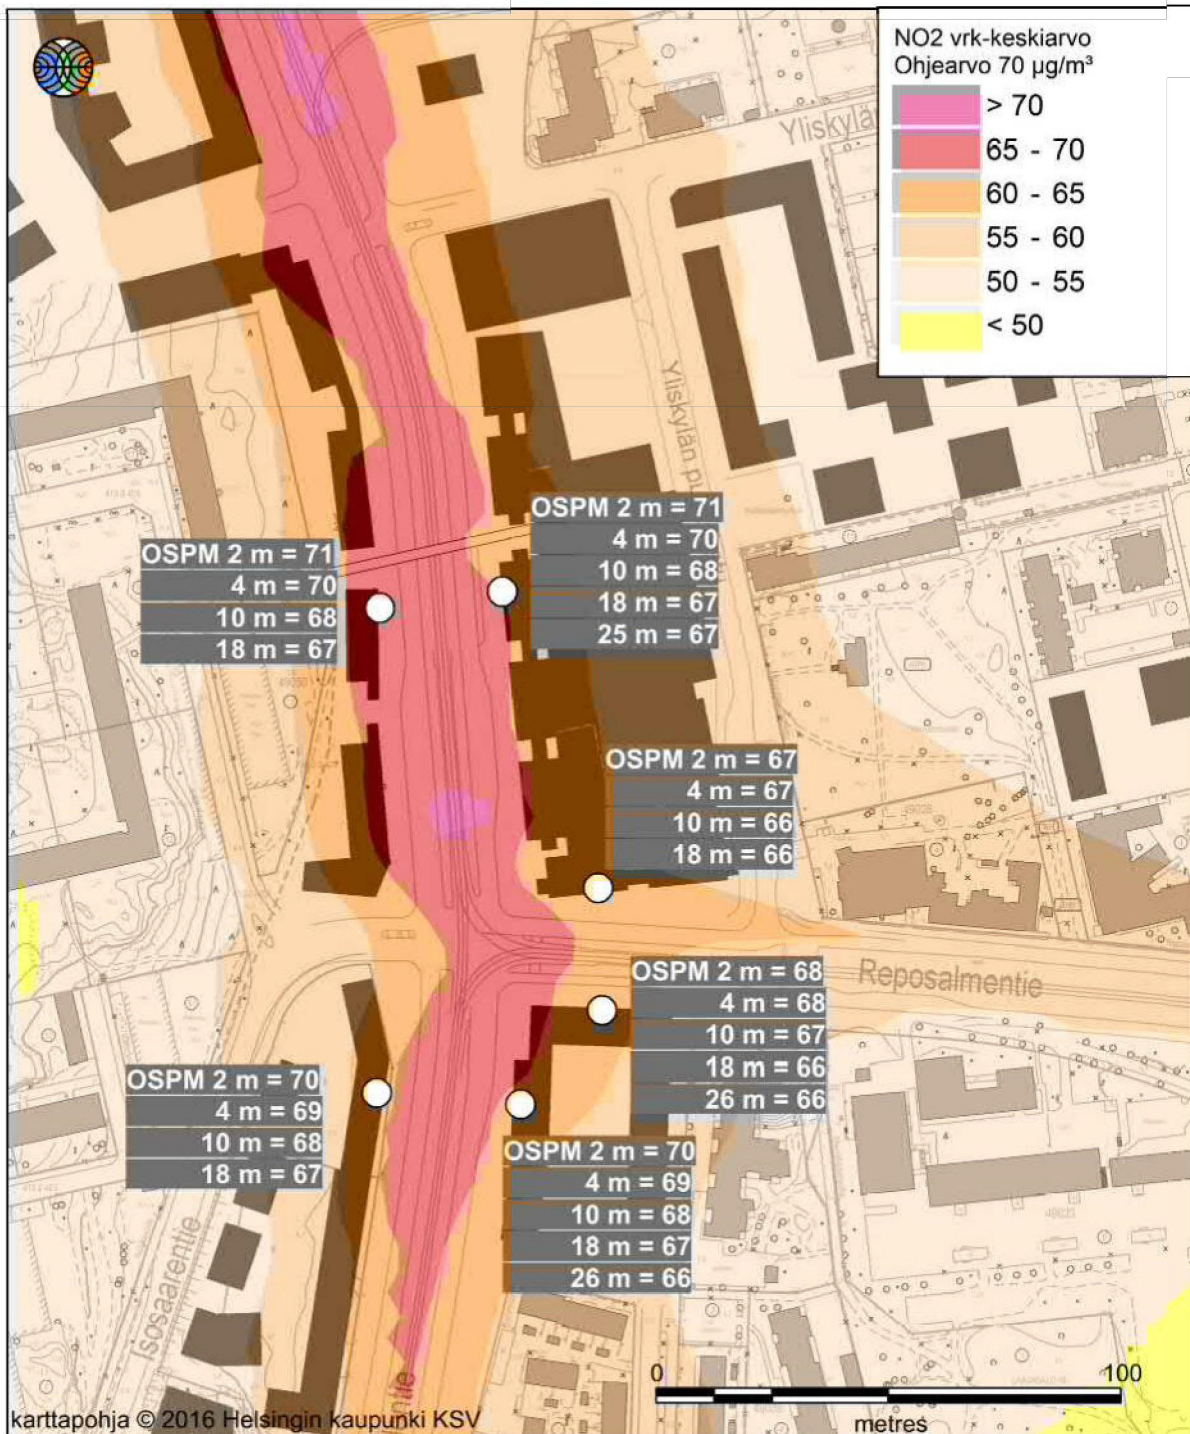 NO2 vrk-keskiarvo
Ohjearvo 70 µg/m³
> 70
65 - 70
60 - 65
55 - 60
50 - 55
< 50
Yliskylän pu
OSPM 2 m = 71
4 m = 70
10 m = 68
18 m = 67
25 m = 67
OSPM 2 m = 71
4 m = 70
10 m = 68
18 m = 67
OSPM 2 m = 67
4 m = 67
10 m = 66
18 m = 66
49028
Reposalmentie
OSPM 2 m = 68
4 m = 68
10 m = 67
18 m = 66
26 m = 66
OSPM 2 m = 70
4 m = 69
10 m = 68
18 m = 67
OSPM 2 m = 70
4 m = 69
10 m = 68
18 m = 67
26 m = 66
Isosaarentie
ntie
0 100
metres
karttapohja © 2016 Helsingin kaupunki KSV